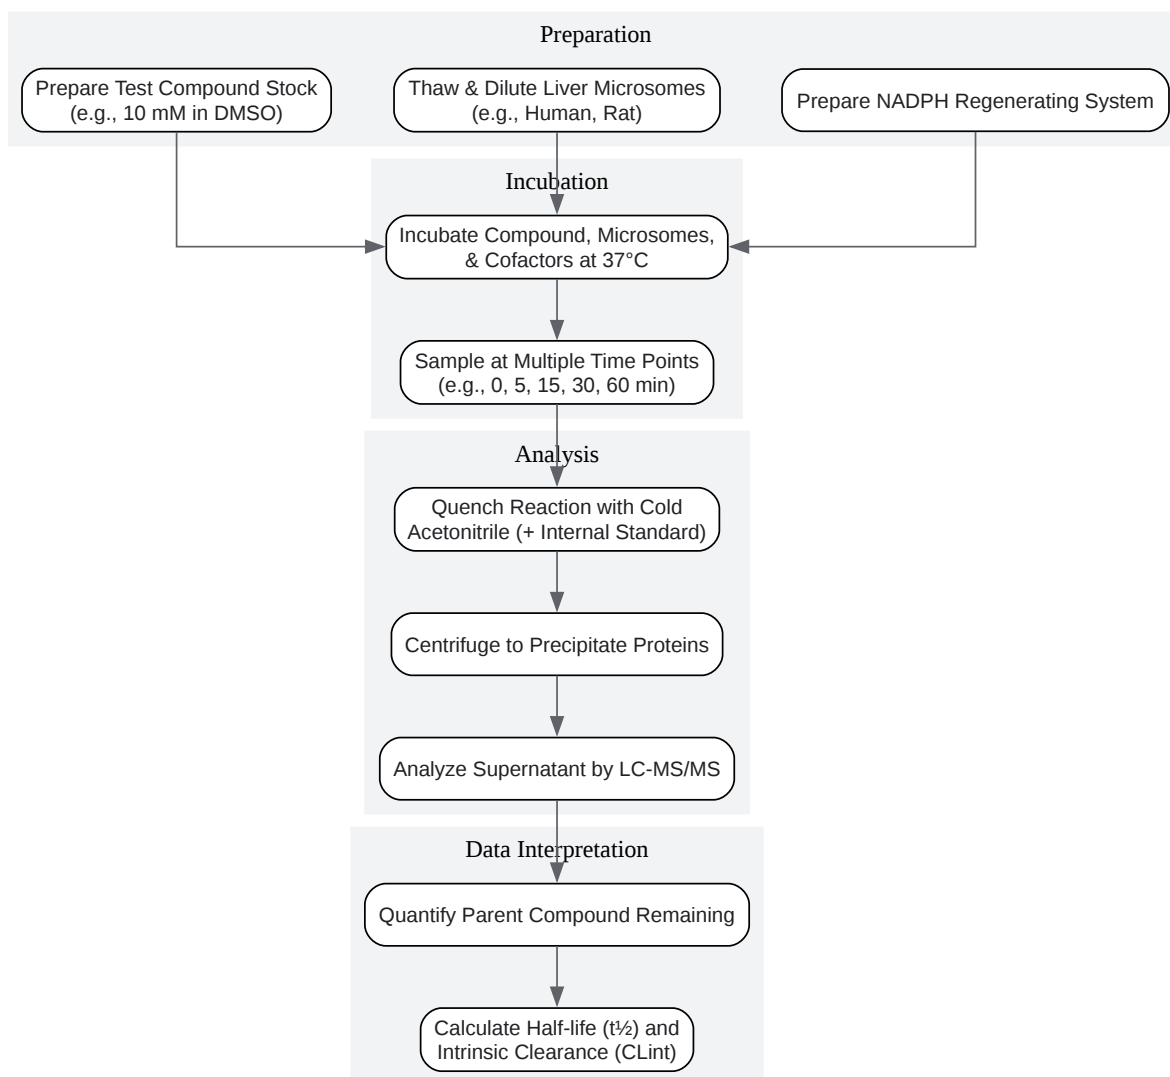 Preparation
Prepare Test Compound Stock
(e.g., 10 mM in DMSO)
Thaw & Dilute Liver Microsomes
(e.g., Human, Rat)
Prepare NADPH Regenerating System
Incubation
Incubate Compound, Microsomes,
& Cofactors at 37°C
Sample at Multiple Time Points
(e.g., 0, 5, 15, 30, 60 min)
Analysis
Quench Reaction with Cold
Acetonitrile (+ Internal Standard)
Centrifuge to Precipitate Proteins
Analyze Supernatant by LC-MS/MS
Data Interpretation
Quantify Parent Compound Remaining
Calculate Half-life (t½) and
Intrinsic Clearance (CLint)